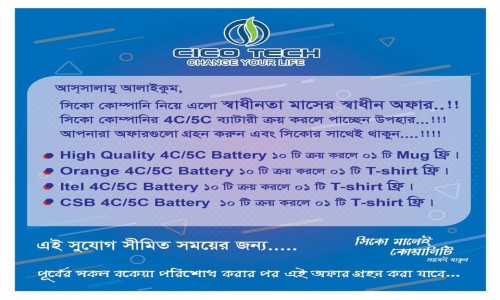 CICO TECH
CHANGE YOUR LIFE
আস্সালামু আলাইকুম,
সিকো কোম্পানি নিয়ে এলো স্বাধীনতা মাসের স্বাধীন অফার..!!
সিকো কোম্পানির 4C/5C ব্যাটারী ক্রয় করলে পাচ্ছেন উপহার...!!!
আপনারা অফারগুলো গ্রহন করুন এবং সিকোর সাথেই থাকুন....!!!!
High Quality 4C/5C Battery ১০ টি ক্রয় করলে ০১ টি Mug ফ্রি।
Orange 4C/5C Battery ১০ টি ক্রয় করলে ০১ টি T-shirt ফ্রি।
Itel 4C/5C Battery ১০ টি ক্রয় করলে ০১ টি T-shirt ফ্রি।
CSB 4C/5C Battery ১০ টি ক্রয় করলে ০১ টি T-shirt ফ্রি।
এই সুযোগ সীমিত সময়ের জন্য.....
সিকো মানেই
কোয়ালিটি
পূর্বের সকল বকেয়া পরিশোধ করার পর এই অফার গ্রহন করা যাবে...